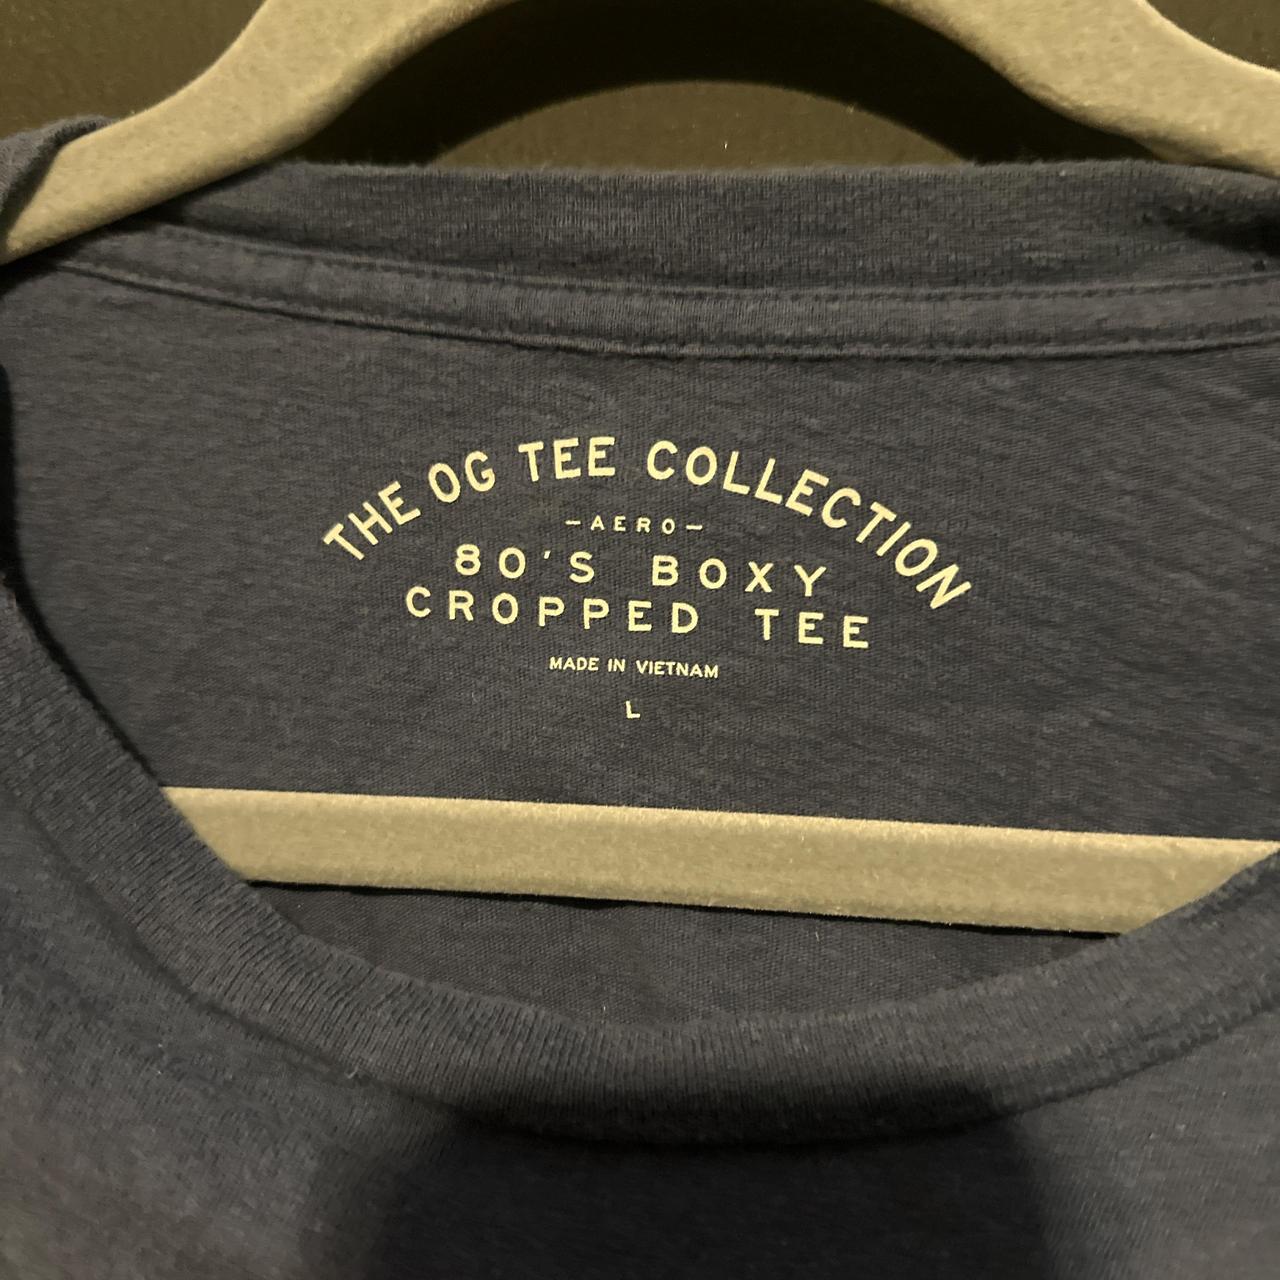 THE OG TEE COLLECTION
-AERO-
80'S BOXY
CROPPED TEE
MADE IN VIETNAM
L